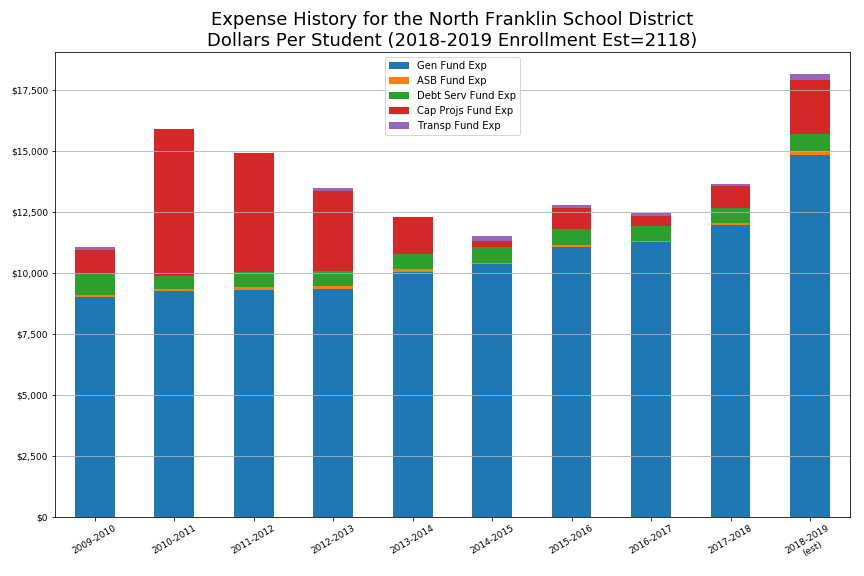 Expense History for the North Franklin School District
Dollars Per Student (2018-2019 Enrollment Est=2118)
Gen Fund Exp
ASB Fund Exp
Debt Serv Fund Exp
Cap Projs Fund Exp
Transp Fund Exp
$17,500
$15,000
$12,500
$10,000
$7,500
$5,000
$2,500
$0
2009-2010
2010-2011
2011-2012
2012-2013
2013-2014
2014-2015
2015-2016
2016-2017
2017-2018
2018-2019
(est)